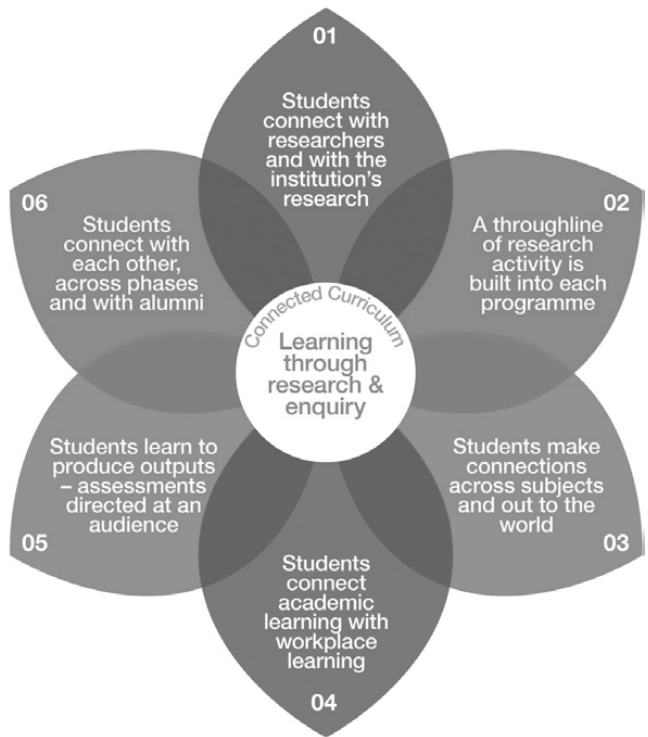 01
Students
connect with
researchers
and with the
institution’s
research
02
A throughline
of research
activity is
built into each
programme
03
Students make
connections
across subjects
and out to the
world
04
Students
connect
academic
learning with
workplace
learning
05
Students learn to
produce outputs
– assessments
directed at an
audience
06
Students
connect with
each other,
across phases
and with alumni
Connected Curriculum
Learning
through
research &
enquiry